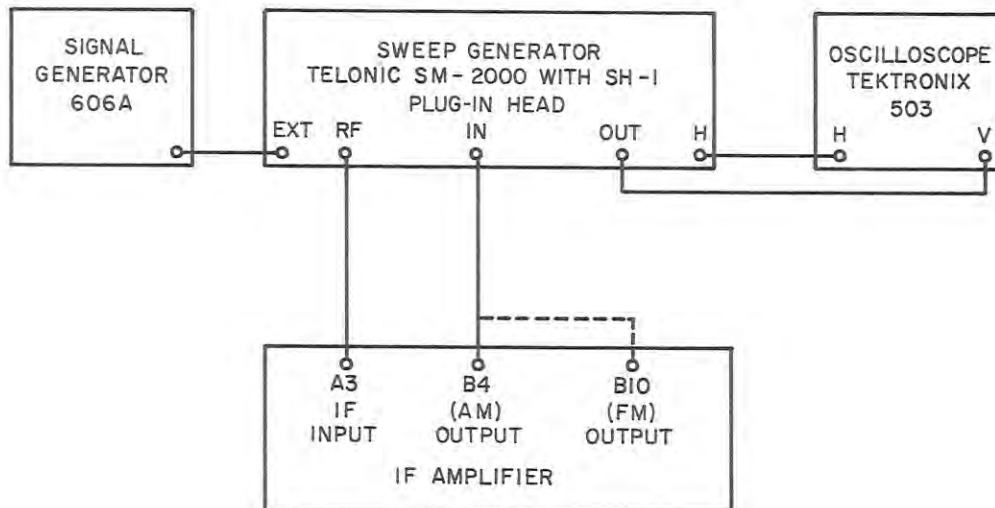 SIGNAL
GENERATOR
606A
SWEEP GENERATOR
TELONIC SM-2000 WITH SH-1
PLUG-IN HEAD
EXT RF IN OUT H
OSCILLOSCOPE
TEKTRONIX
503
H V
A3
IF
INPUT
B4
(AM)
OUTPUT
B10
(FM)
OUTPUT
IF AMPLIFIER